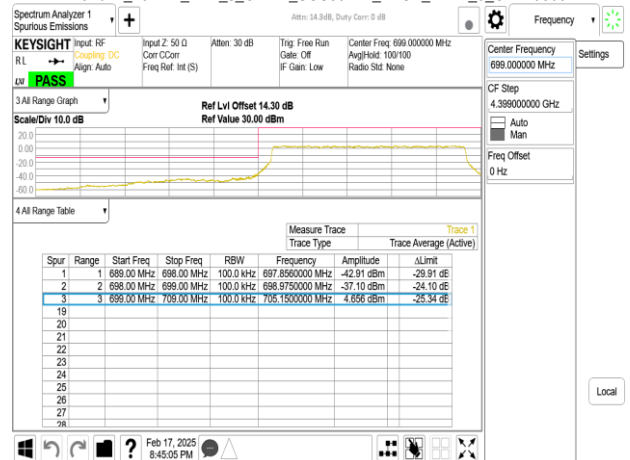 Spectrum Analyzer 1
Spurious Emissions
Attn: 14.3dB, Duty Corr: 0 dB
Frequency
KEYSIGHT
RL
LXI
PASS
Input: RF
Coupling: DC
Align: Auto
Input Z: 50 Ω
Corr CCorr
Freq Ref: Int (S)
Atten: 30 dB
Trig: Free Run
Gate: Off
IF Gain: Low
Center Freq: 699.000000 MHz
Avg|Hold: 100/100
Radio Std: None
Center Frequency
699.000000 MHz
Settings
CF Step
4.399000000 GHz
Auto
Man
Freq Offset
0 Hz
3 All Range Graph
Scale/Div 10.0 dB
Ref Lvl Offset 14.30 dB
Ref Value 30.00 dBm
20.0
0.00
-20.0
-40.0
-60.0
4 All Range Table
Measure Trace Trace 1
Trace Type Trace Average (Active)
Spur Range Start Freq Stop Freq RBW Frequency Amplitude ΔLimit
1 1 689.00 MHz 698.00 MHz 100.0 kHz 697.8560000 MHz -42.91 dBm -29.91 dB
2 2 698.00 MHz 699.00 MHz 100.0 kHz 698.9750000 MHz -37.10 dBm -24.10 dB
3 3 699.00 MHz 709.00 MHz 100.0 kHz 705.1500000 MHz 4.656 dBm -25.34 dB
19
20
21
22
23
24
25
26
27
28
Local
?
Feb 17, 2025
8:45:05 PM